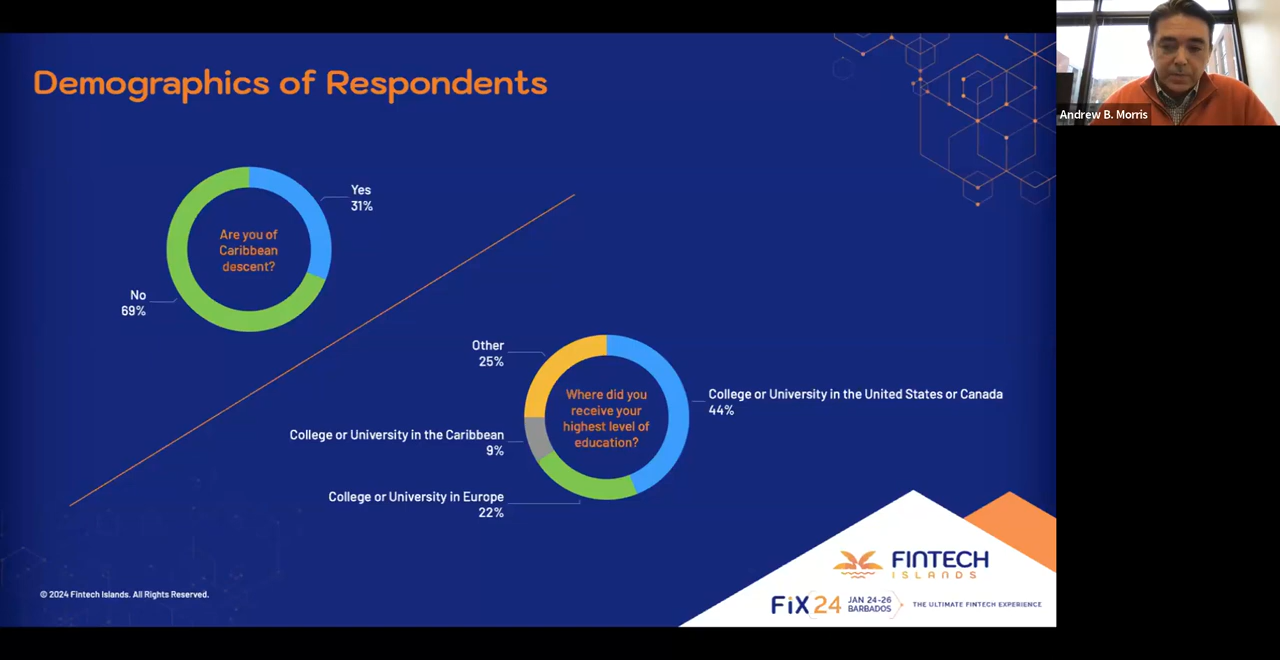 Demographics of Respondents
Andrew B. Morris
Yes
31%
Are you of
Caribbean
descent?
No
69%
Other
25%
Where did you
receive your
highest level of
education?
College or University in the United States or Canada
44%
College or University in the Caribbean
9%
College or University in Europe
22%
FINTECH
ISLANDS
FiX24
JAN 24-26
BARBADOS
THE ULTIMATE FINTECH EXPERIENCE
© 2024 Fintech Islands. All Rights Reserved.